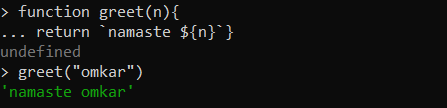 > function greet(n){
... return `namaste ${n}`}
undefined
> greet("omkar")
'namaste omkar'